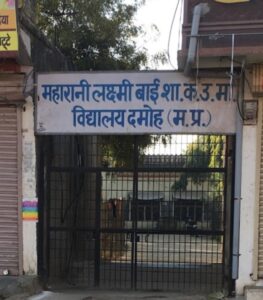 महारानी लक्ष्मी बाई शा.क.उ.मा
विद्यालय दमोह (म.प्र.)